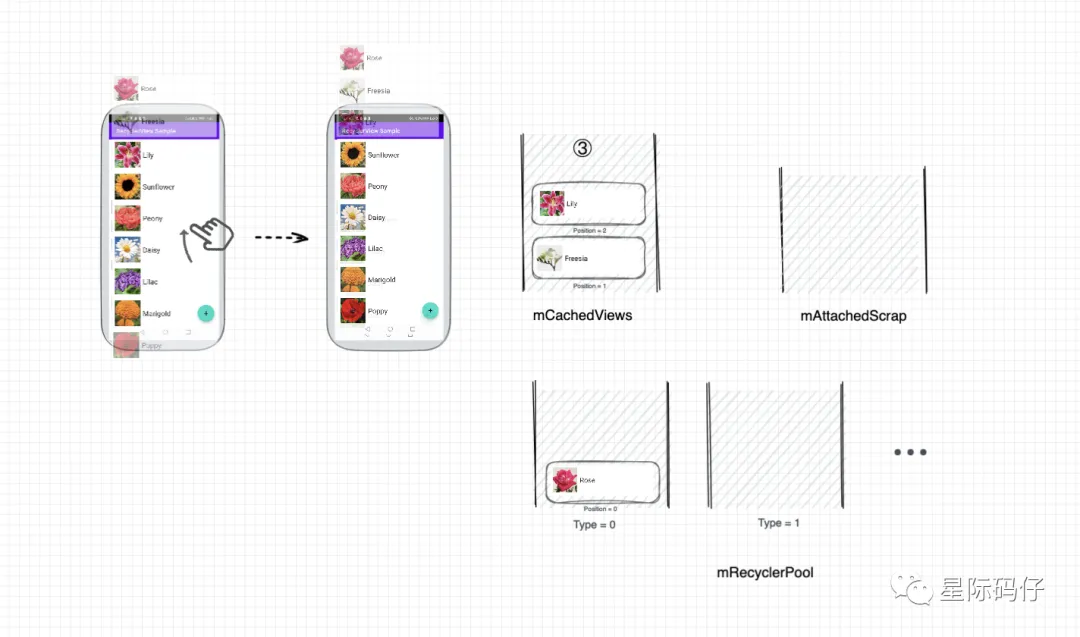 Rose
Freesia
RecyclerView Sample
Lily
Sunflower
Peony
Daisy
Lilac
Marigold
+
Poppy
Rose
Freesia
Lily
RecyclerView Sample
Sunflower
Peony
Daisy
Lilac
Marigold
Poppy
+
③
Lily
Position = 2
Freesia
Position = 1
mCachedViews
mAttachedScrap
Rose
Position = 0
Type = 0
Type = 1
mRecyclerPool
星际码仔